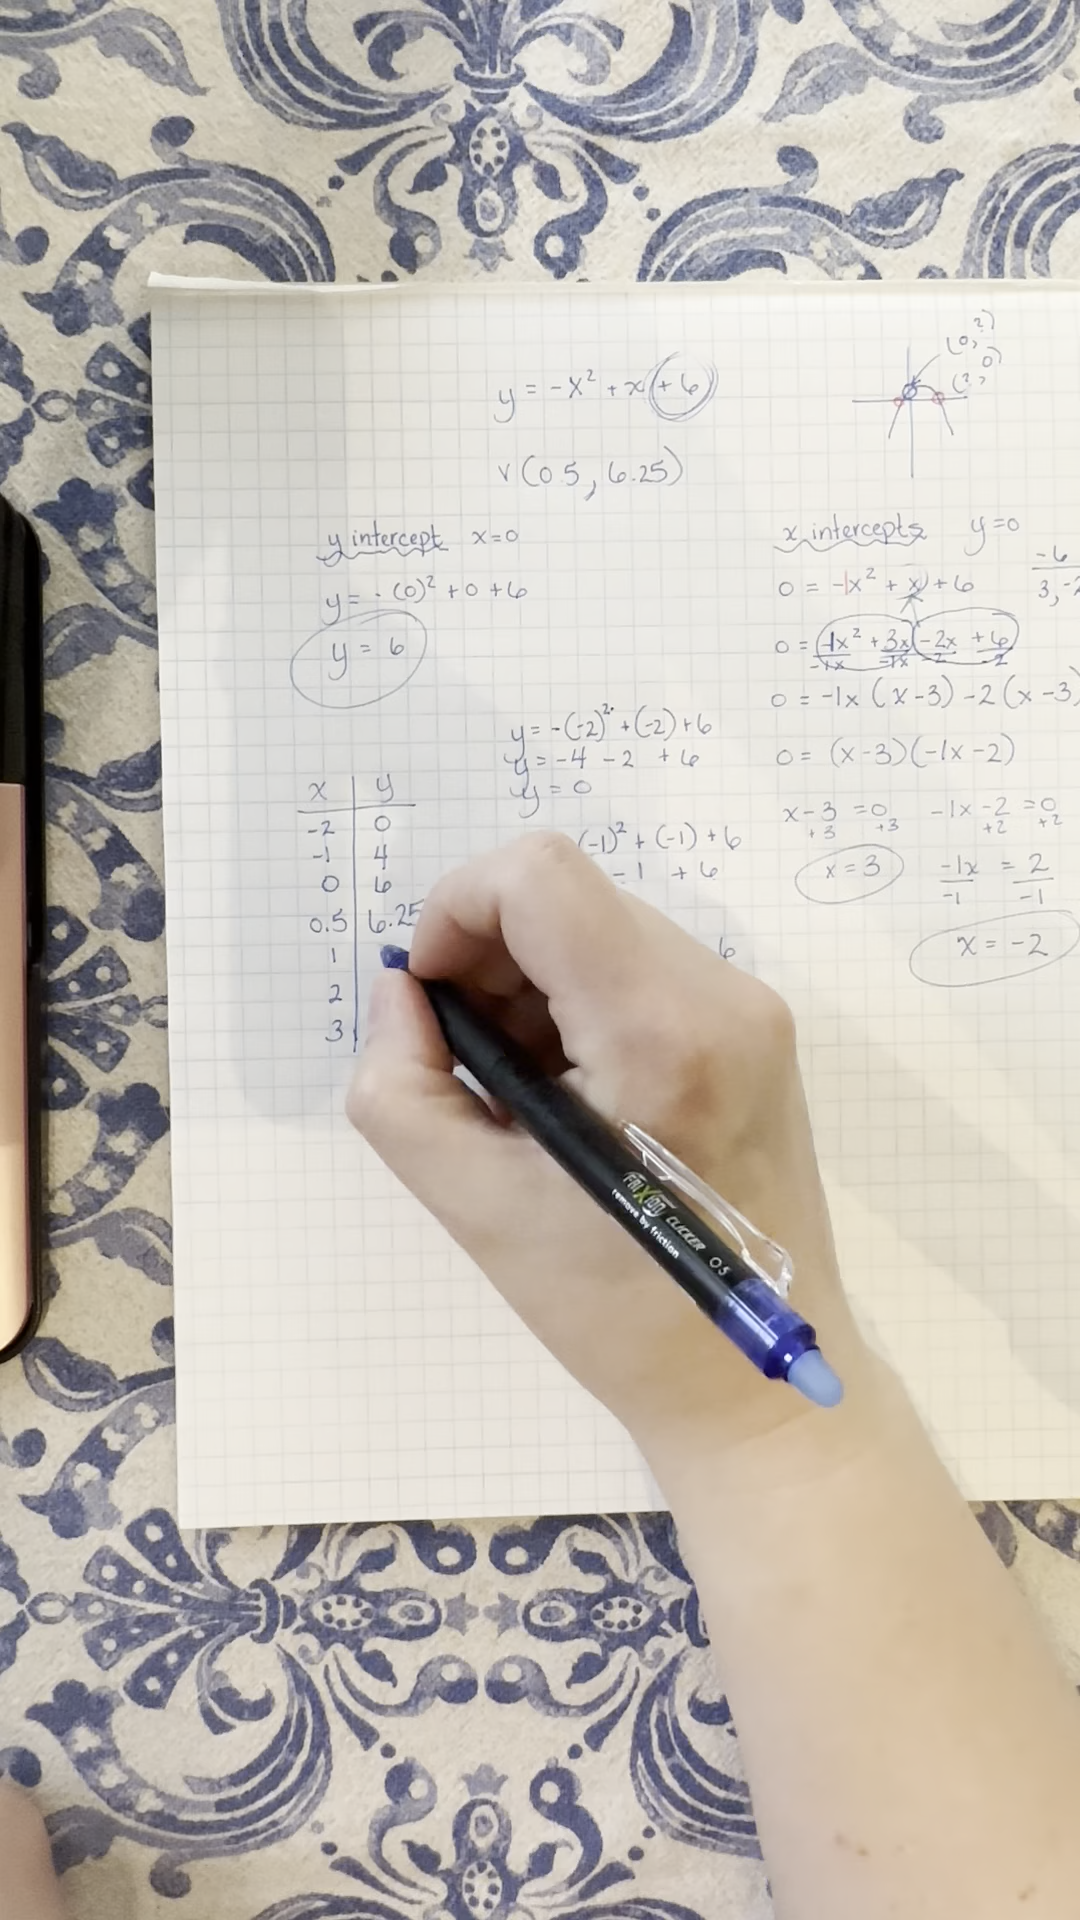 y = -x² + x + 6
(0, ?)
(?, 0)
v(0.5, 6.25)
y intercept x=0
y = -(0)² + 0 + 6
y = 6
x intercepts y=0
0 = -1x² + x + 6
-6
3, -2
0 = -1x² + 3x - 2x + 6
-1x -1x -2 -2
0 = -1x (x-3) -2 (x-3)
0 = (x-3)(-1x-2)
x-3 = 0 -1x-2 = 0
+3 +3 +2 +2
x = 3
-1x = 2
-1 -1
x = -2
y = -(-2)² + (-2) + 6
y = -4 - 2 + 6
y = 0
(-1)² + (-1) + 6
-1 + 6
6
x y
-2 0
-1 4
0 6
0.5 6.25
1
2
3
FRIXION CLICKER 05
remove by friction